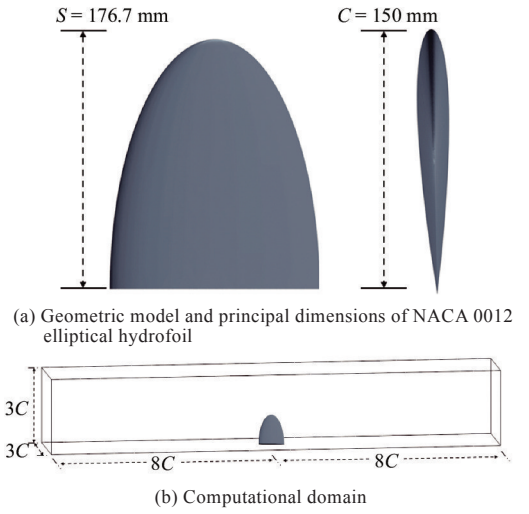 S = 176.7 mm
C = 150 mm
(a) Geometric model and principal dimensions of NACA 0012
elliptical hydrofoil
3C
3C
8C
8C
(b) Computational domain